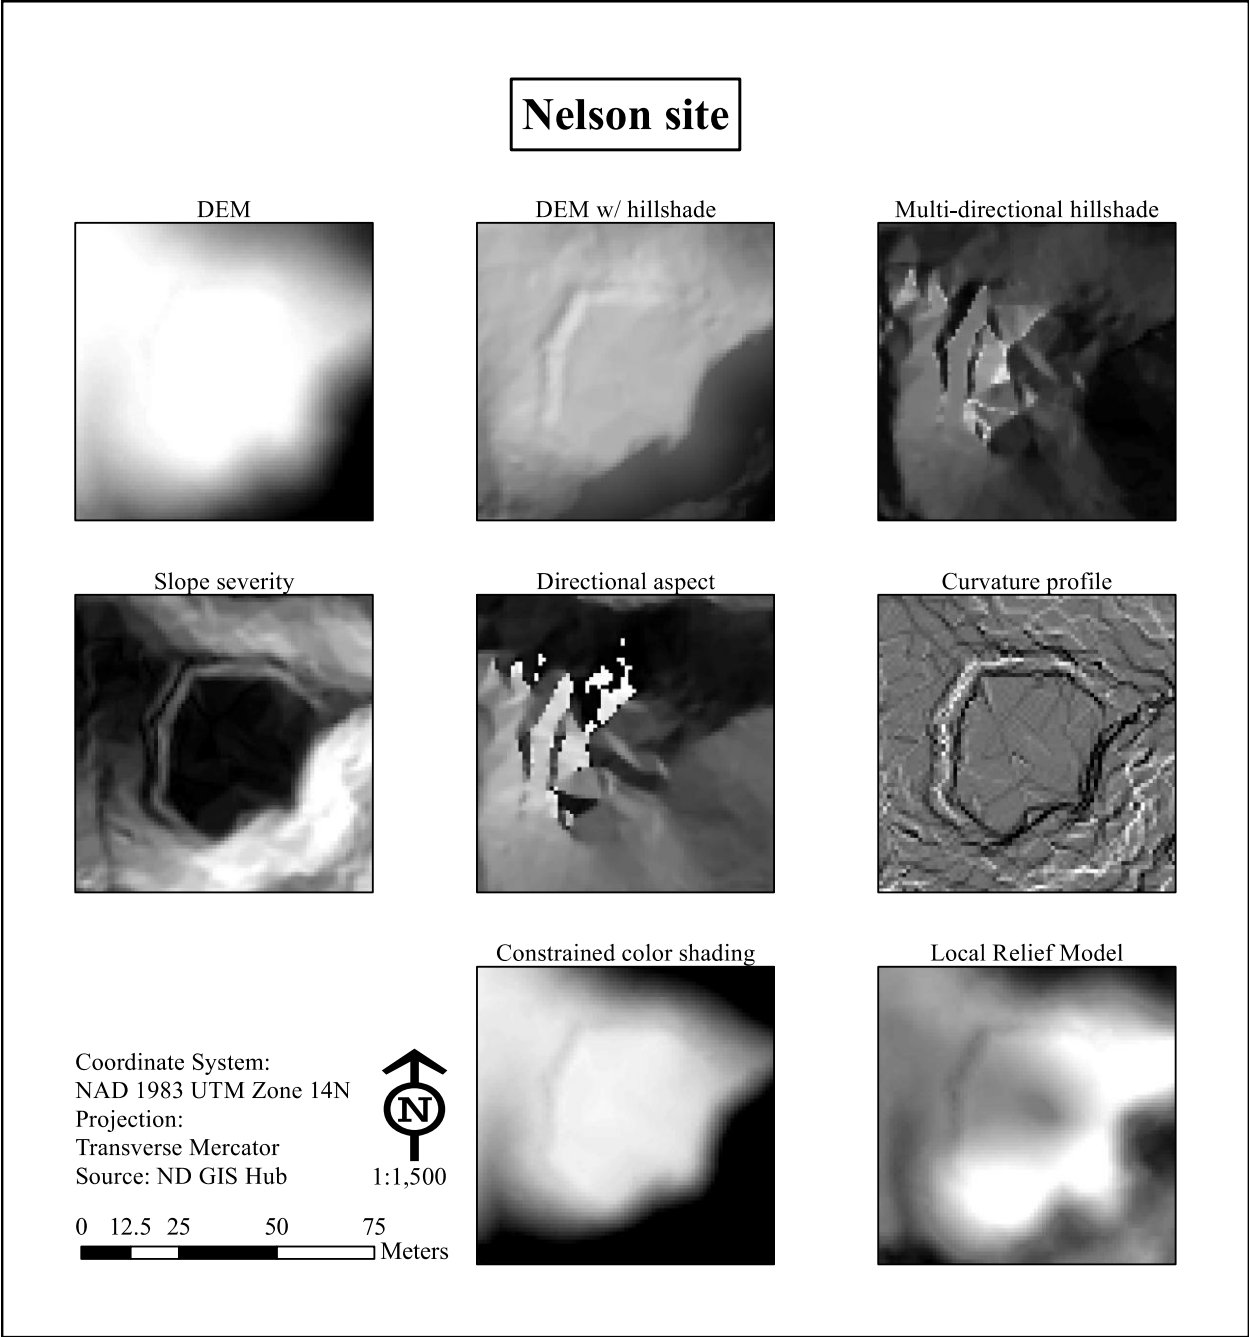 Nelson site
DEM
DEM w/ hillshade
Multi-directional hillshade
Slope severity
Directional aspect
Curvature profile
Constrained color shading
Local Relief Model
Coordinate System:
NAD 1983 UTM Zone 14N
Projection:
Transverse Mercator
Source: ND GIS Hub
N
1:1,500
0 12.5 25 50 75
Meters